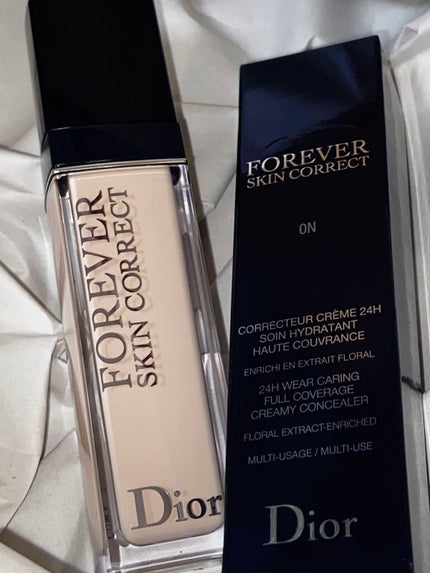 FOREVER
SKIN CORRECT
Dior
FOREVER
SKIN CORRECT
0N
CORRECTEUR CRÈME 24H
SOIN HYDRATANT
HAUTE COUVRANCE
ENRICHI EN EXTRAIT FLORAL
24H WEAR CARING
FULL COVERAGE
CREAMY CONCEALER
FLORAL EXTRACT-ENRICHED
MULTI-USAGE / MULTI-USE
Dior